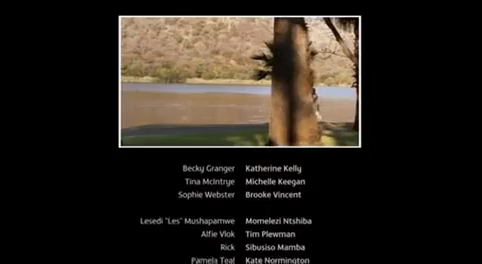 Becky Granger Katherine Kelly
Tina McIntrye Michelle Keegan
Sophie Webster Brooke Vincent
Lesedi "Les" Mushapamwe Momelezi Ntshiba
Alfie Vlok Tim Plewman
Rick Sibusiso Mamba
Pamela Teal Kate Normington